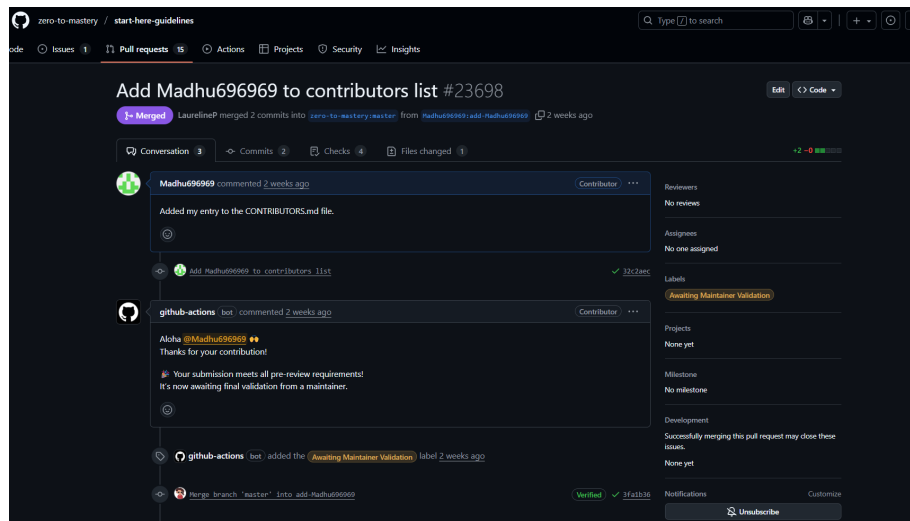 zero-to-mastery / start-here-guidelines
Type / to search
ode Issues 1 Pull requests 15 Actions Projects Security Insights
Add Madhu696969 to contributors list #23698
Edit <> Code
Merged LaurelineP merged 2 commits into zero-to-mastery:master from Madhu696969:add-Madhu696969 2 weeks ago
Conversation 3 Commits 2 Checks 4 Files changed 1
+2 −0
Madhu696969 commented 2 weeks ago
Contributor ...
Added my entry to the CONTRIBUTORS.md file.
Add Madhu696969 to contributors list
32c2aec
github-actions bot commented 2 weeks ago
Contributor ...
Aloha @Madhu696969 🙌
Thanks for your contribution!
🎉 Your submission meets all pre-review requirements!
It's now awaiting final validation from a maintainer.
github-actions bot added the Awaiting Maintainer Validation label 2 weeks ago
Merge branch 'master' into add-Madhu696969
Verified 3fa1b36
Reviewers
No reviews
Assignees
No one assigned
Labels
Awaiting Maintainer Validation
Projects
None yet
Milestone
No milestone
Development
Successfully merging this pull request may close these
issues.
None yet
Notifications Customize
Unsubscribe